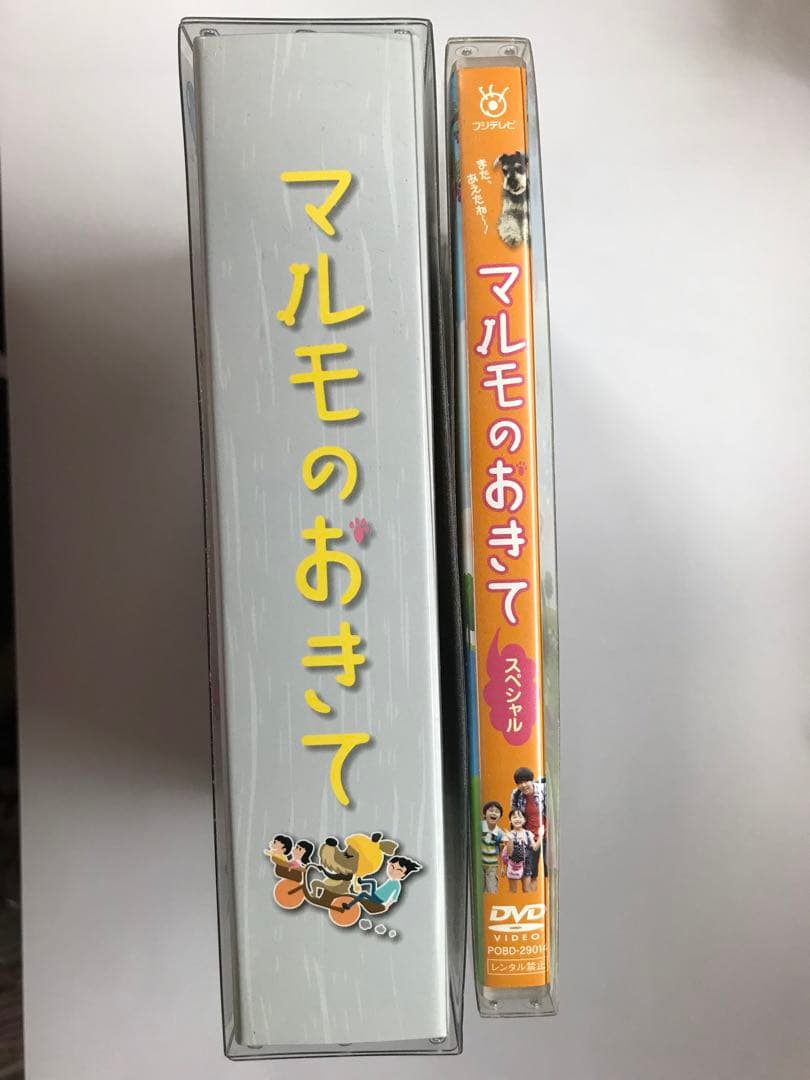 マルモのおきて
フジテレビ
また、
あえたね～!
マルモのおきて
スペシャル
DVD
VIDEO
POBD-29014
レンタル禁止